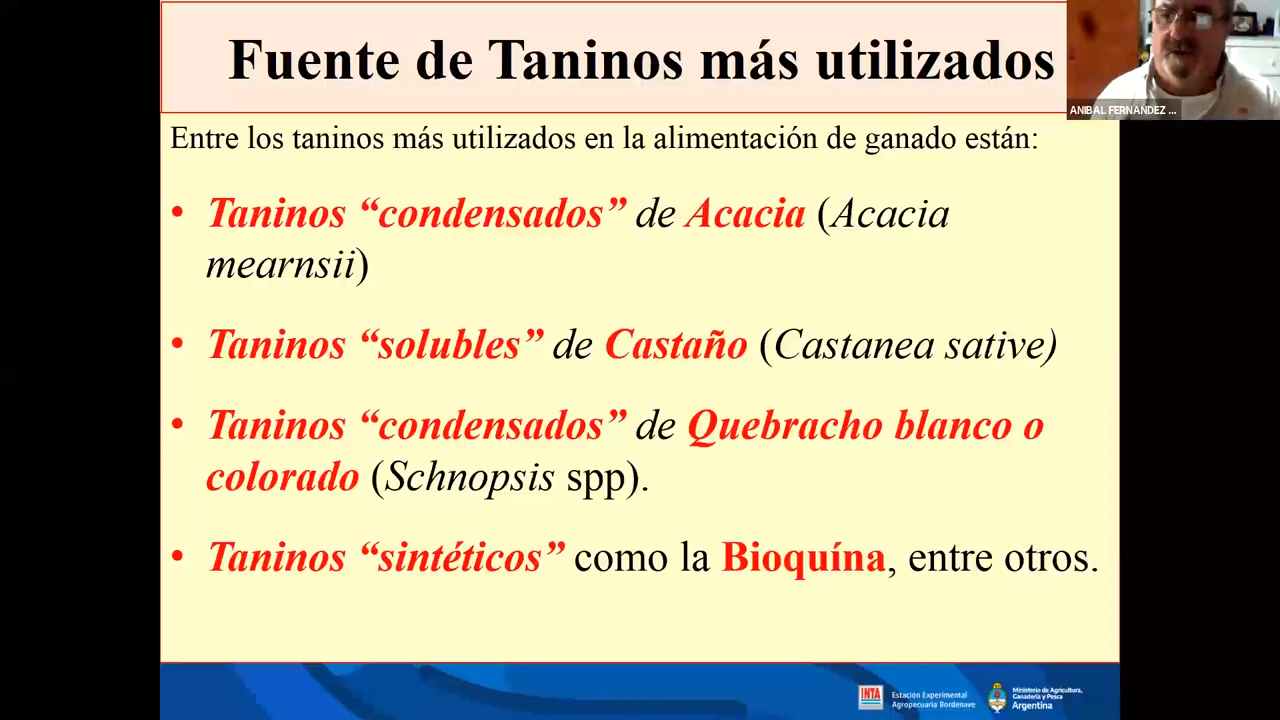 Fuente de Taninos más utilizados
ANIBAL FERNANDEZ ...
Entre los taninos más utilizados en la alimentación de ganado están:
• Taninos “condensados” de Acacia (Acacia
mearnsii)
• Taninos “solubles” de Castaño (Castanea sative)
• Taninos “condensados” de Quebracho blanco o
colorado (Schnopsis spp).
• Taninos “sintéticos” como la Bioquína, entre otros.
INTA
Estación Experimental
Agropecuaria Bordenave
Ministerio de Agricultura,
Ganadería y Pesca
Argentina